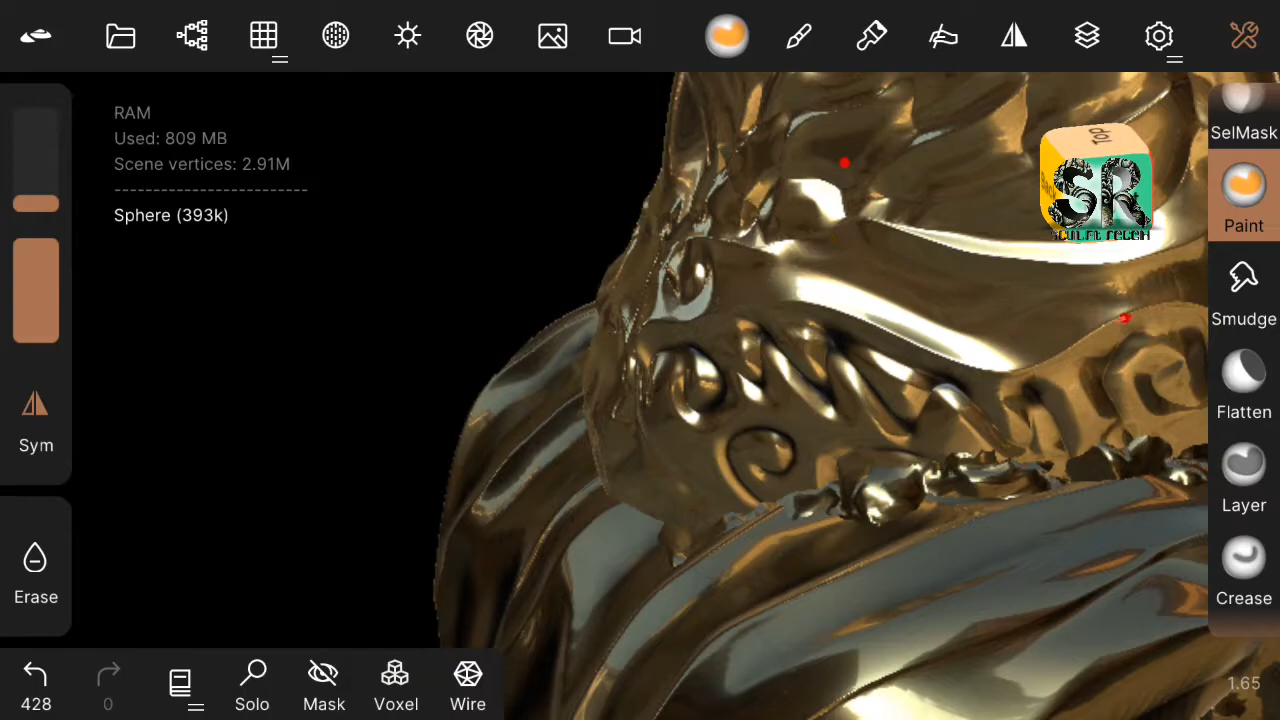 RAM
Used: 809 MB
Scene vertices: 2.91M
-------------------------
Sphere (393k)
Sym
Erase
428
0
Solo
Mask
Voxel
Wire
Top
SR
SelMask
Paint
Smudge
Flatten
Layer
Crease
1.65